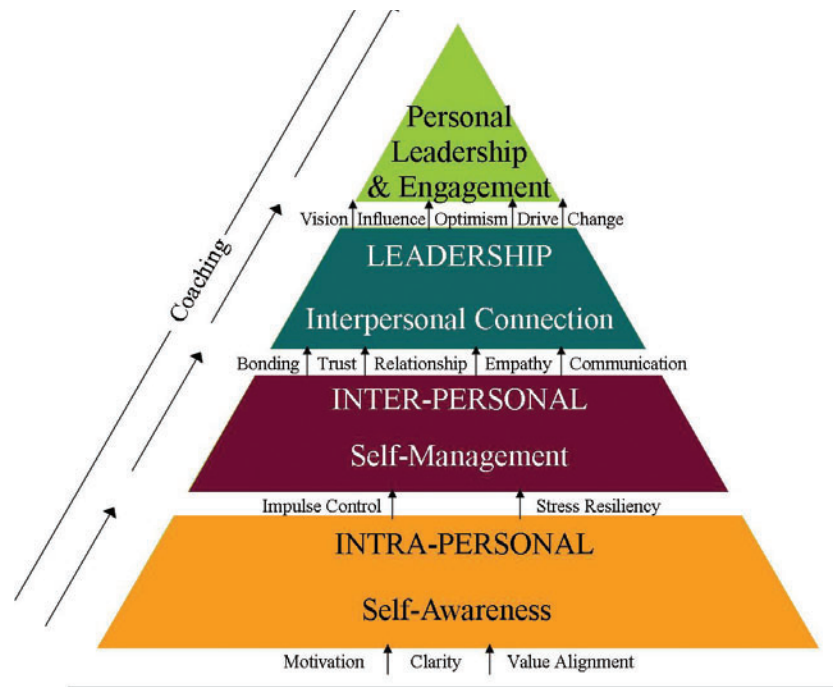 Personal
Leadership
& Engagement
Vision Influence Optimism Drive Change
LEADERSHIP
Interpersonal Connection
Coaching
Bonding Trust Relationship Empathy Communication
INTER-PERSONAL
Self-Management
Impulse Control Stress Resiliency
INTRA-PERSONAL
Self-Awareness
Motivation Clarity Value Alignment